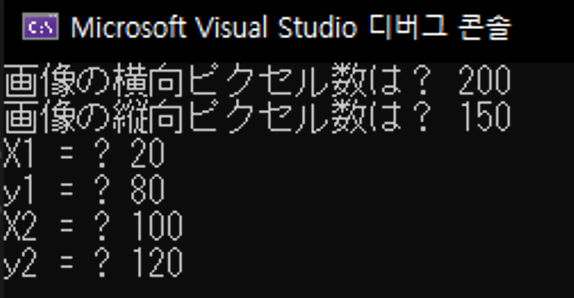 Microsoft Visual Studio 디버그 콘솔
画像の横向ピクセル数は? 200
画像の縦向ピクセル数は? 150
X1 = ? 20
y1 = ? 80
X2 = ? 100
y2 = ? 120